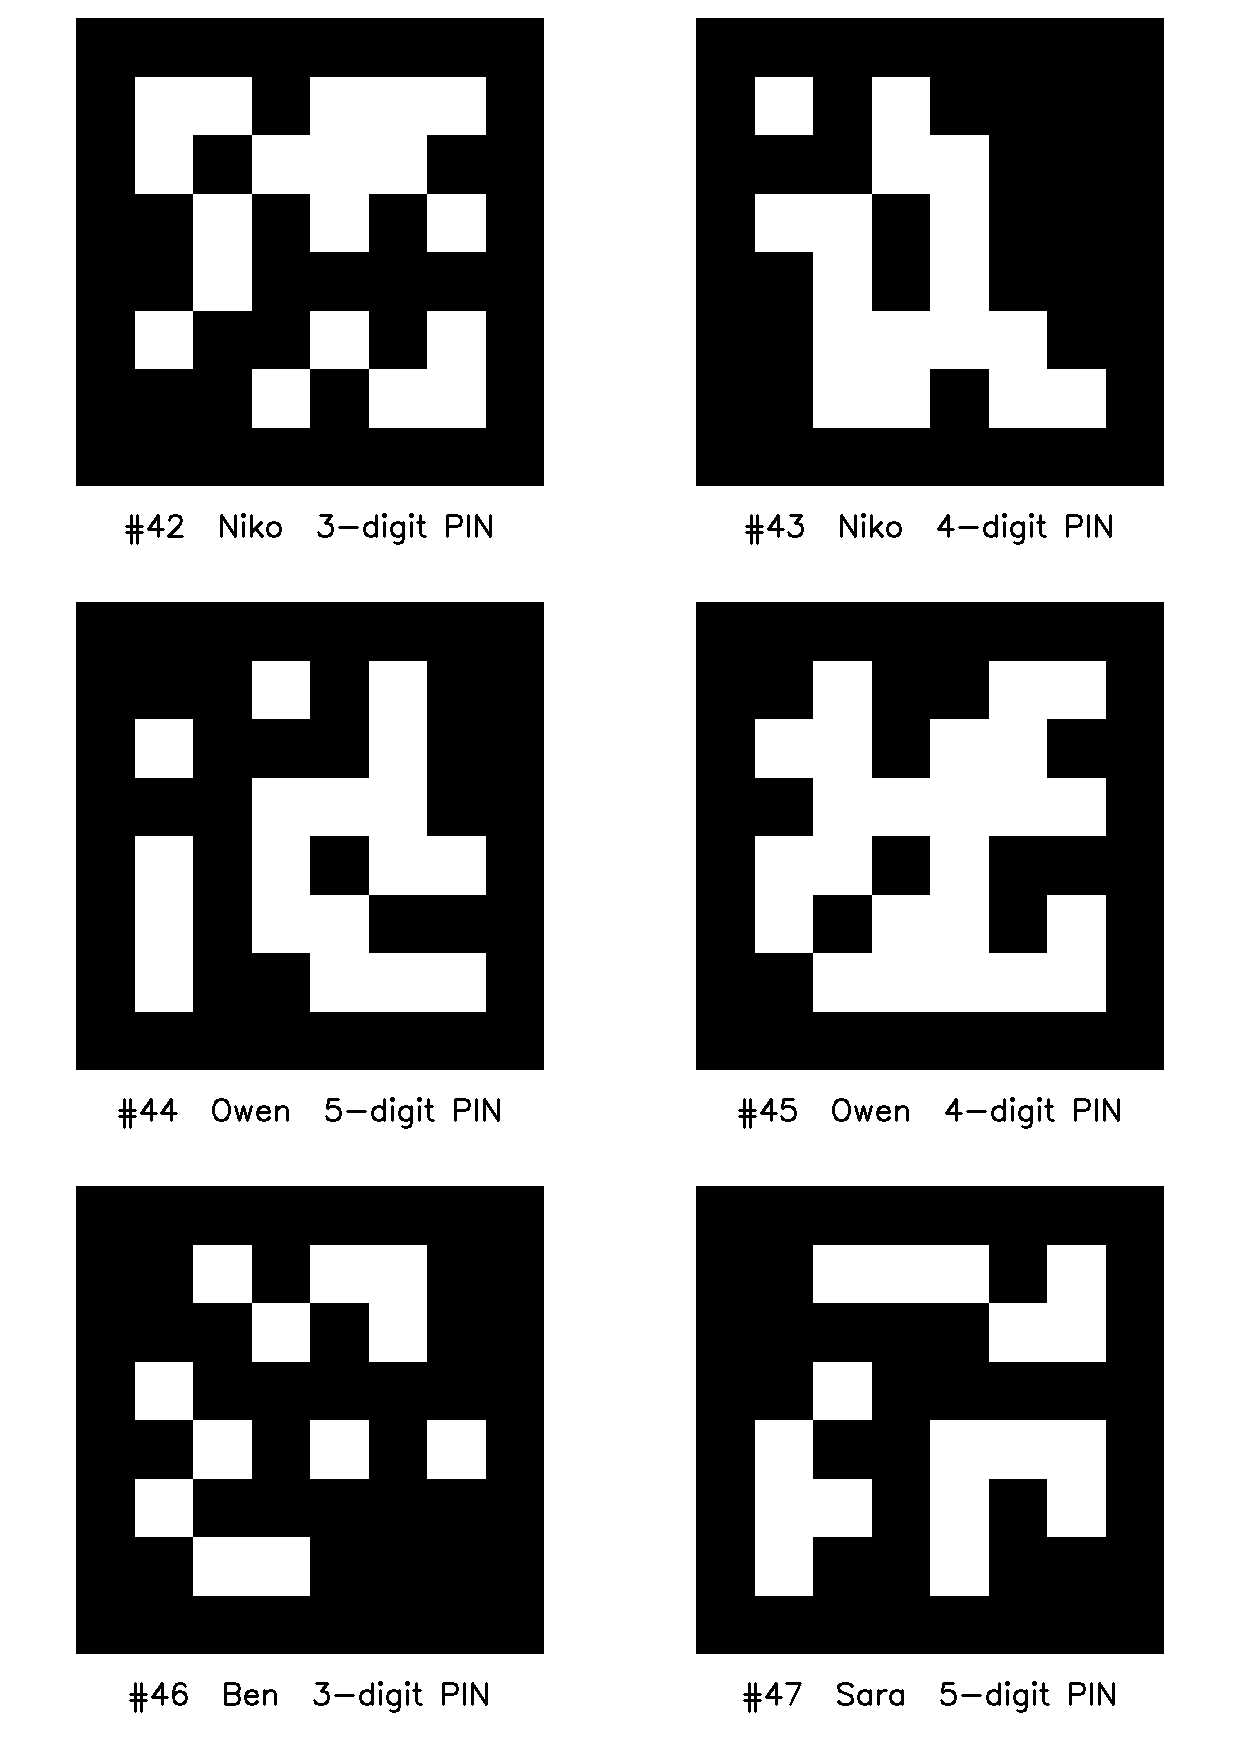 #42 Niko 3-digit PIN
#43 Niko 4-digit PIN
#44 Owen 5-digit PIN
#45 Owen 4-digit PIN
#46 Ben 3-digit PIN
#47 Sara 5-digit PIN